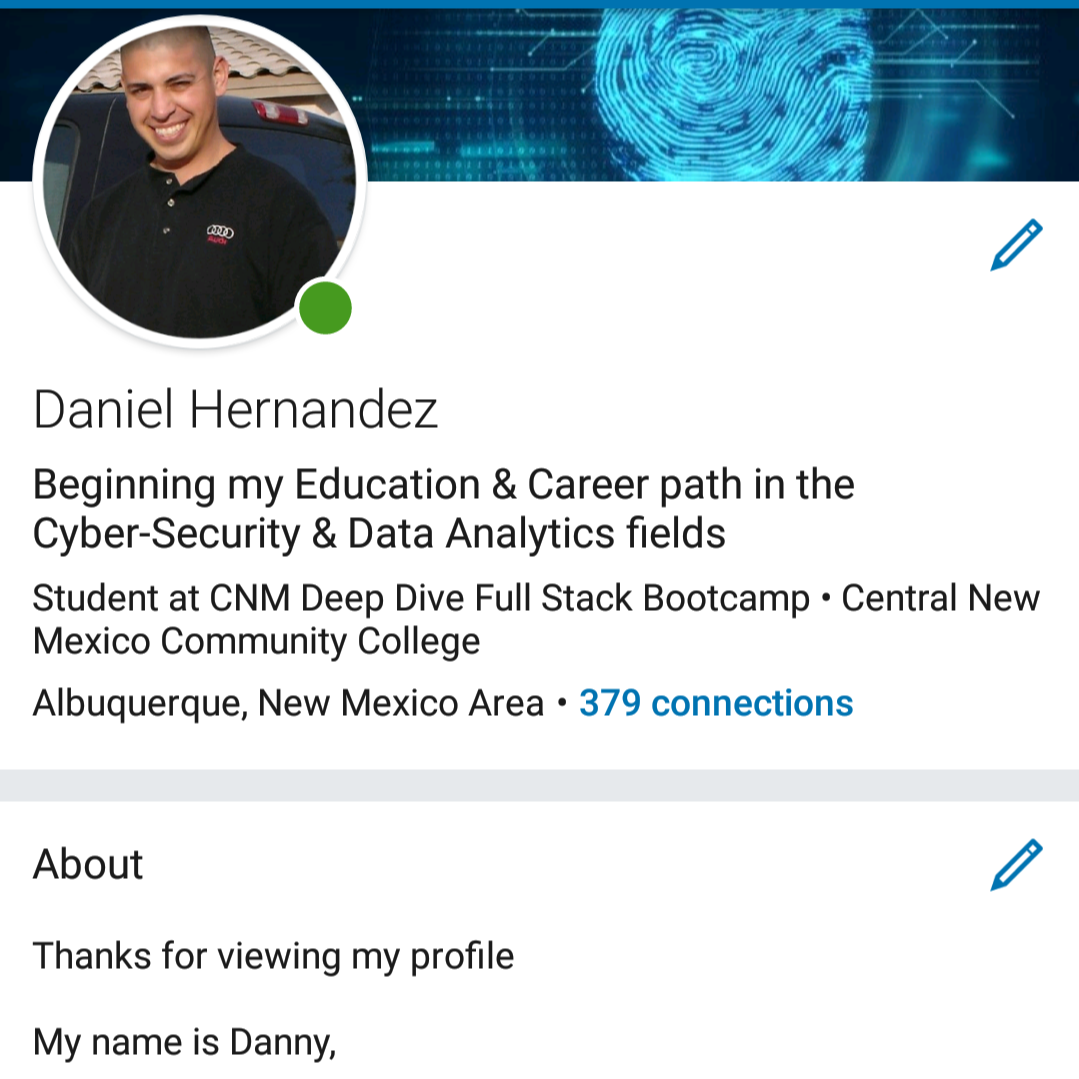 Audi
Daniel Hernandez
Beginning my Education & Career path in the
Cyber-Security & Data Analytics fields
Student at CNM Deep Dive Full Stack Bootcamp • Central New
Mexico Community College
Albuquerque, New Mexico Area • 379 connections
About
Thanks for viewing my profile
My name is Danny,